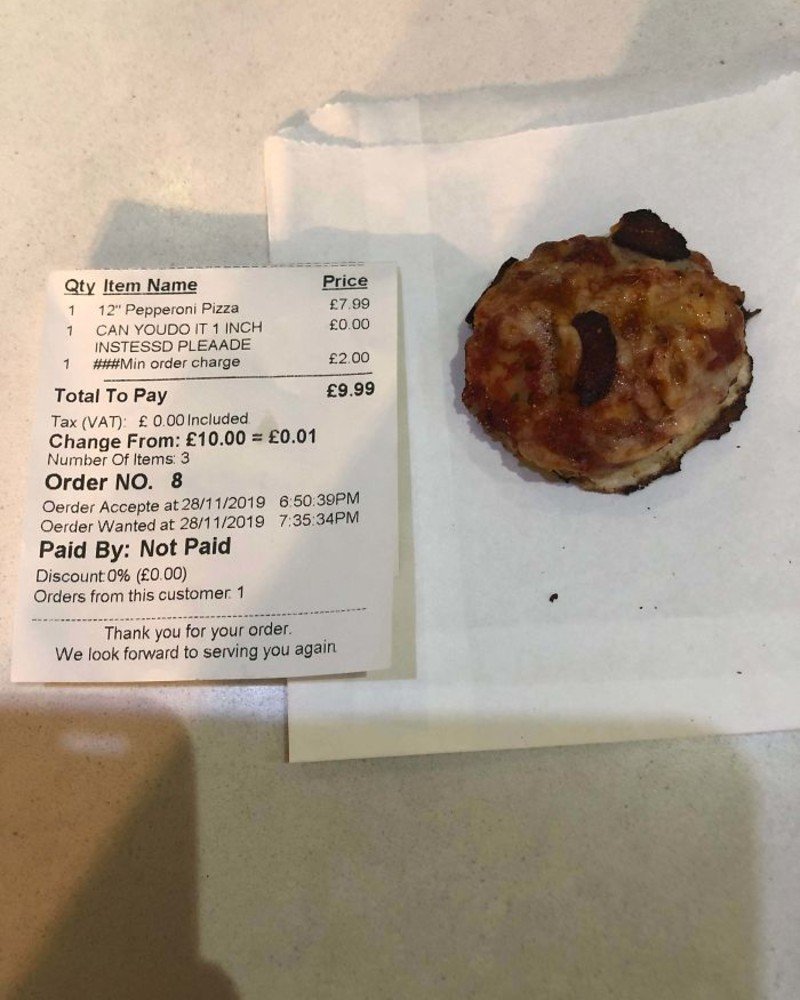 Qty Item Name Price
1 12" Pepperoni Pizza £7.99
1 CAN YOUDO IT 1 INCH £0.00
INSTESSD PLEAADE
1 ###Min order charge £2.00
Total To Pay £9.99
Tax (VAT): £ 0.00 Included
Change From: £10.00 = £0.01
Number Of Items: 3
Order NO. 8
Oerder Accepte at 28/11/2019 6:50:39PM
Oerder Wanted at 28/11/2019 7:35:34PM
Paid By: Not Paid
Discount:0% (£0.00)
Orders from this customer: 1
Thank you for your order.
We look forward to serving you again